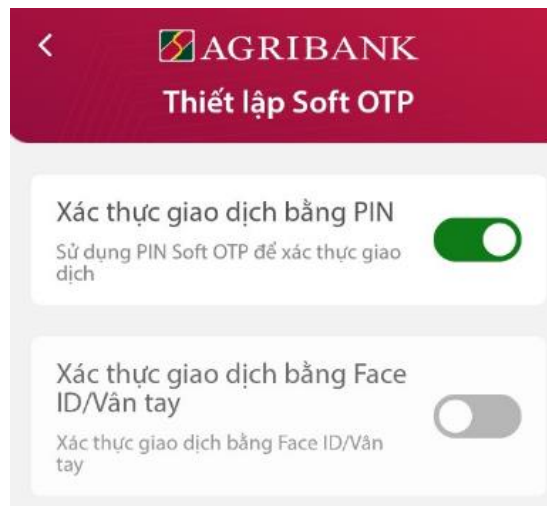 AGRIBANK
Thiết lập Soft OTP
Xác thực giao dịch bằng PIN
Sử dụng PIN Soft OTP để xác thực giao
dịch
Xác thực giao dịch bằng Face
ID/Vân tay
Xác thực giao dịch bằng Face ID/Vân
tay